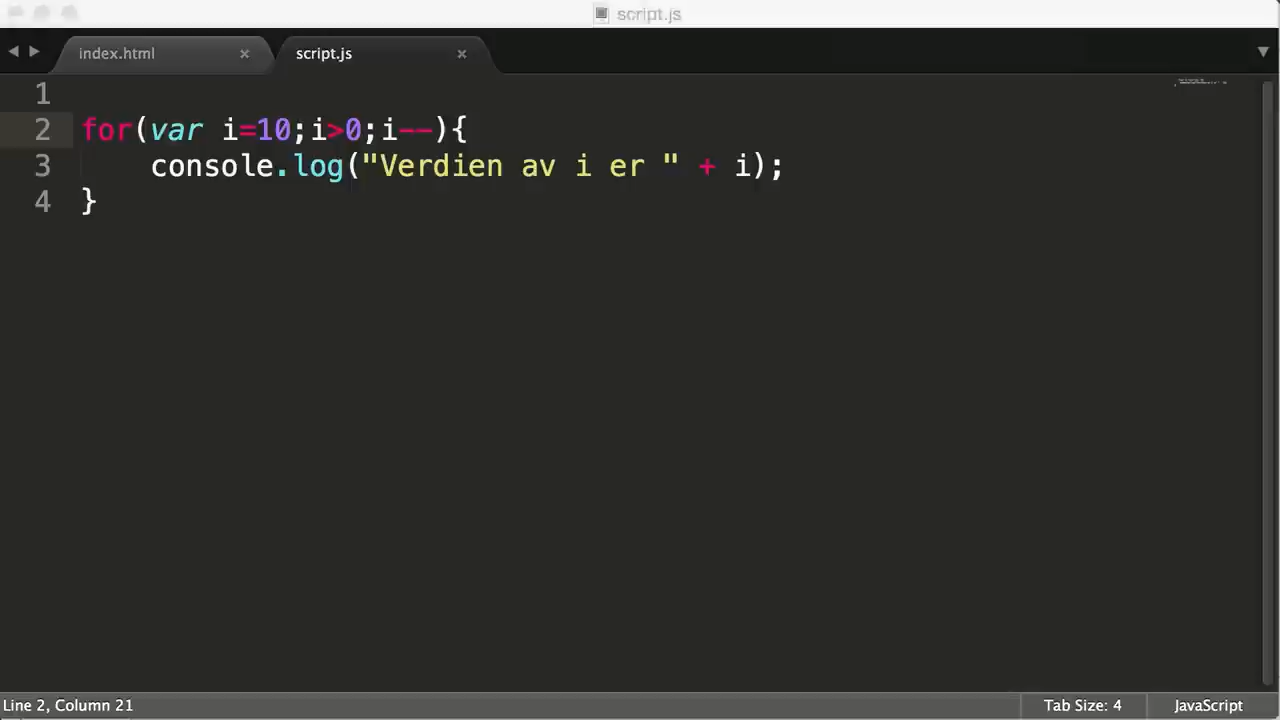 script.js
index.html
script.js
1
2 for(var i=10;i>0;i--){
3 console.log("Verdien av i er " + i);
4 }
Line 2, Column 21
Tab Size: 4
JavaScript